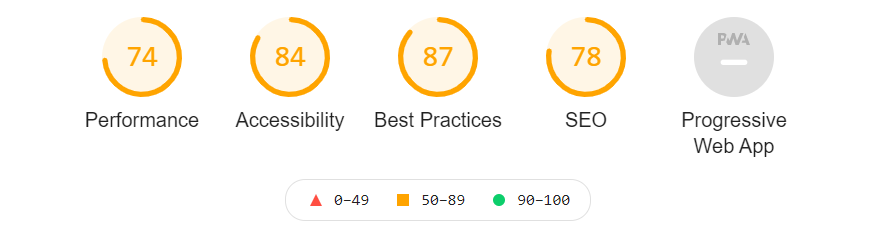 74 84 87 78 PWA
Performance Accessibility Best Practices SEO Progressive
Web App
0–49 50–89 90–100